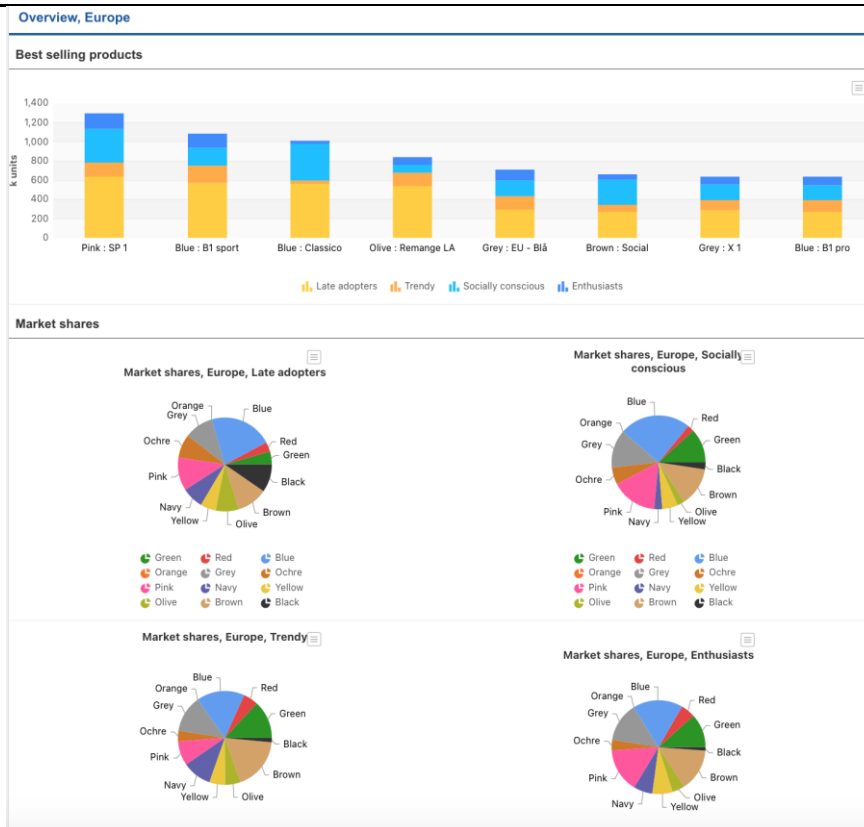 Overview, Europe
Best selling products
1,400
1,200
1,000
800
600
400
200
0
k units
Pink : SP 1
Blue : B1 sport
Blue : Classico
Olive : Remange LA
Grey : EU - Blå
Brown : Social
Grey : X 1
Blue : B1 pro
Late adopters
Trendy
Socially conscious
Enthusiasts
Market shares
Market shares, Europe, Late adopters
Orange
Grey
Ochre
Pink
Navy
Yellow
Olive
Brown
Black
Green
Red
Blue
Green Red Blue
Orange Grey Ochre
Pink Navy Yellow
Olive Brown Black
Market shares, Europe, Socially
conscious
Blue
Orange
Grey
Ochre
Pink
Navy
Yellow
Olive
Brown
Black
Green
Red
Green Red Blue
Orange Grey Ochre
Pink Navy Yellow
Olive Brown Black
Market shares, Europe, Trendy
Blue
Orange
Grey
Ochre
Pink
Navy
Yellow
Olive
Brown
Black
Green
Red
Market shares, Europe, Enthusiasts
Blue
Orange
Grey
Ochre
Pink
Navy
Yellow
Olive
Brown
Black
Green
Red